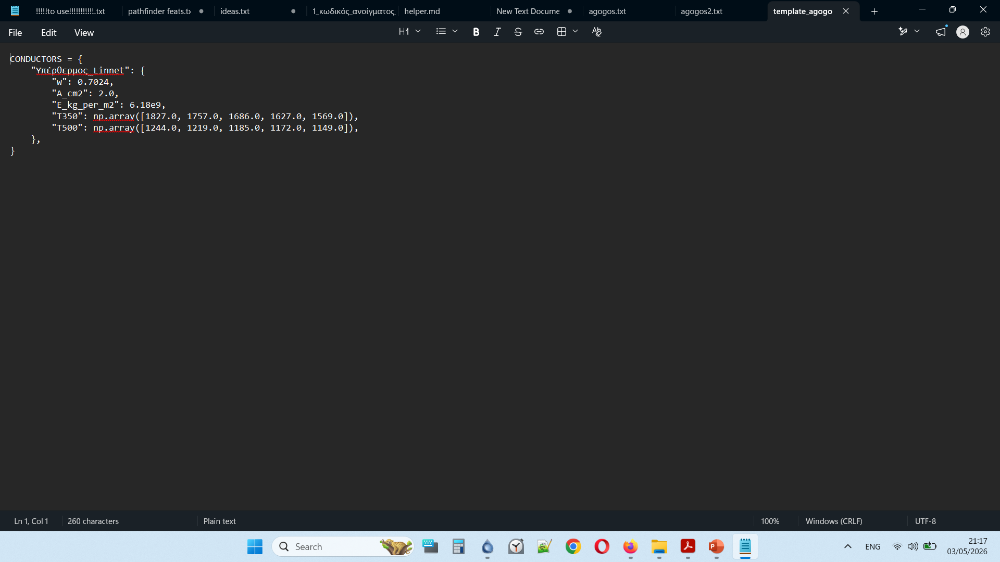 !!!!!to use!!!!!!!!!!!.txt
pathfinder feats.tx
ideas.txt
1_κωδικός_ανοίγματος_
helper.md
New Text Docume
agogos.txt
agogos2.txt
template_agogo
File Edit View
H1
B I S
CONDUCTORS = {
    "Υπέρθερμος_Linnet": {
        "w": 0.7024,
        "A_cm2": 2.0,
        "E_kg_per_m2": 6.18e9,
        "T350": np.array([1827.0, 1757.0, 1686.0, 1627.0, 1569.0]),
        "T500": np.array([1244.0, 1219.0, 1185.0, 1172.0, 1149.0]),
    },
}
Ln 1, Col 1
260 characters
Plain text
100%
Windows (CRLF)
UTF-8
Search
ENG
21:17
03/05/2026